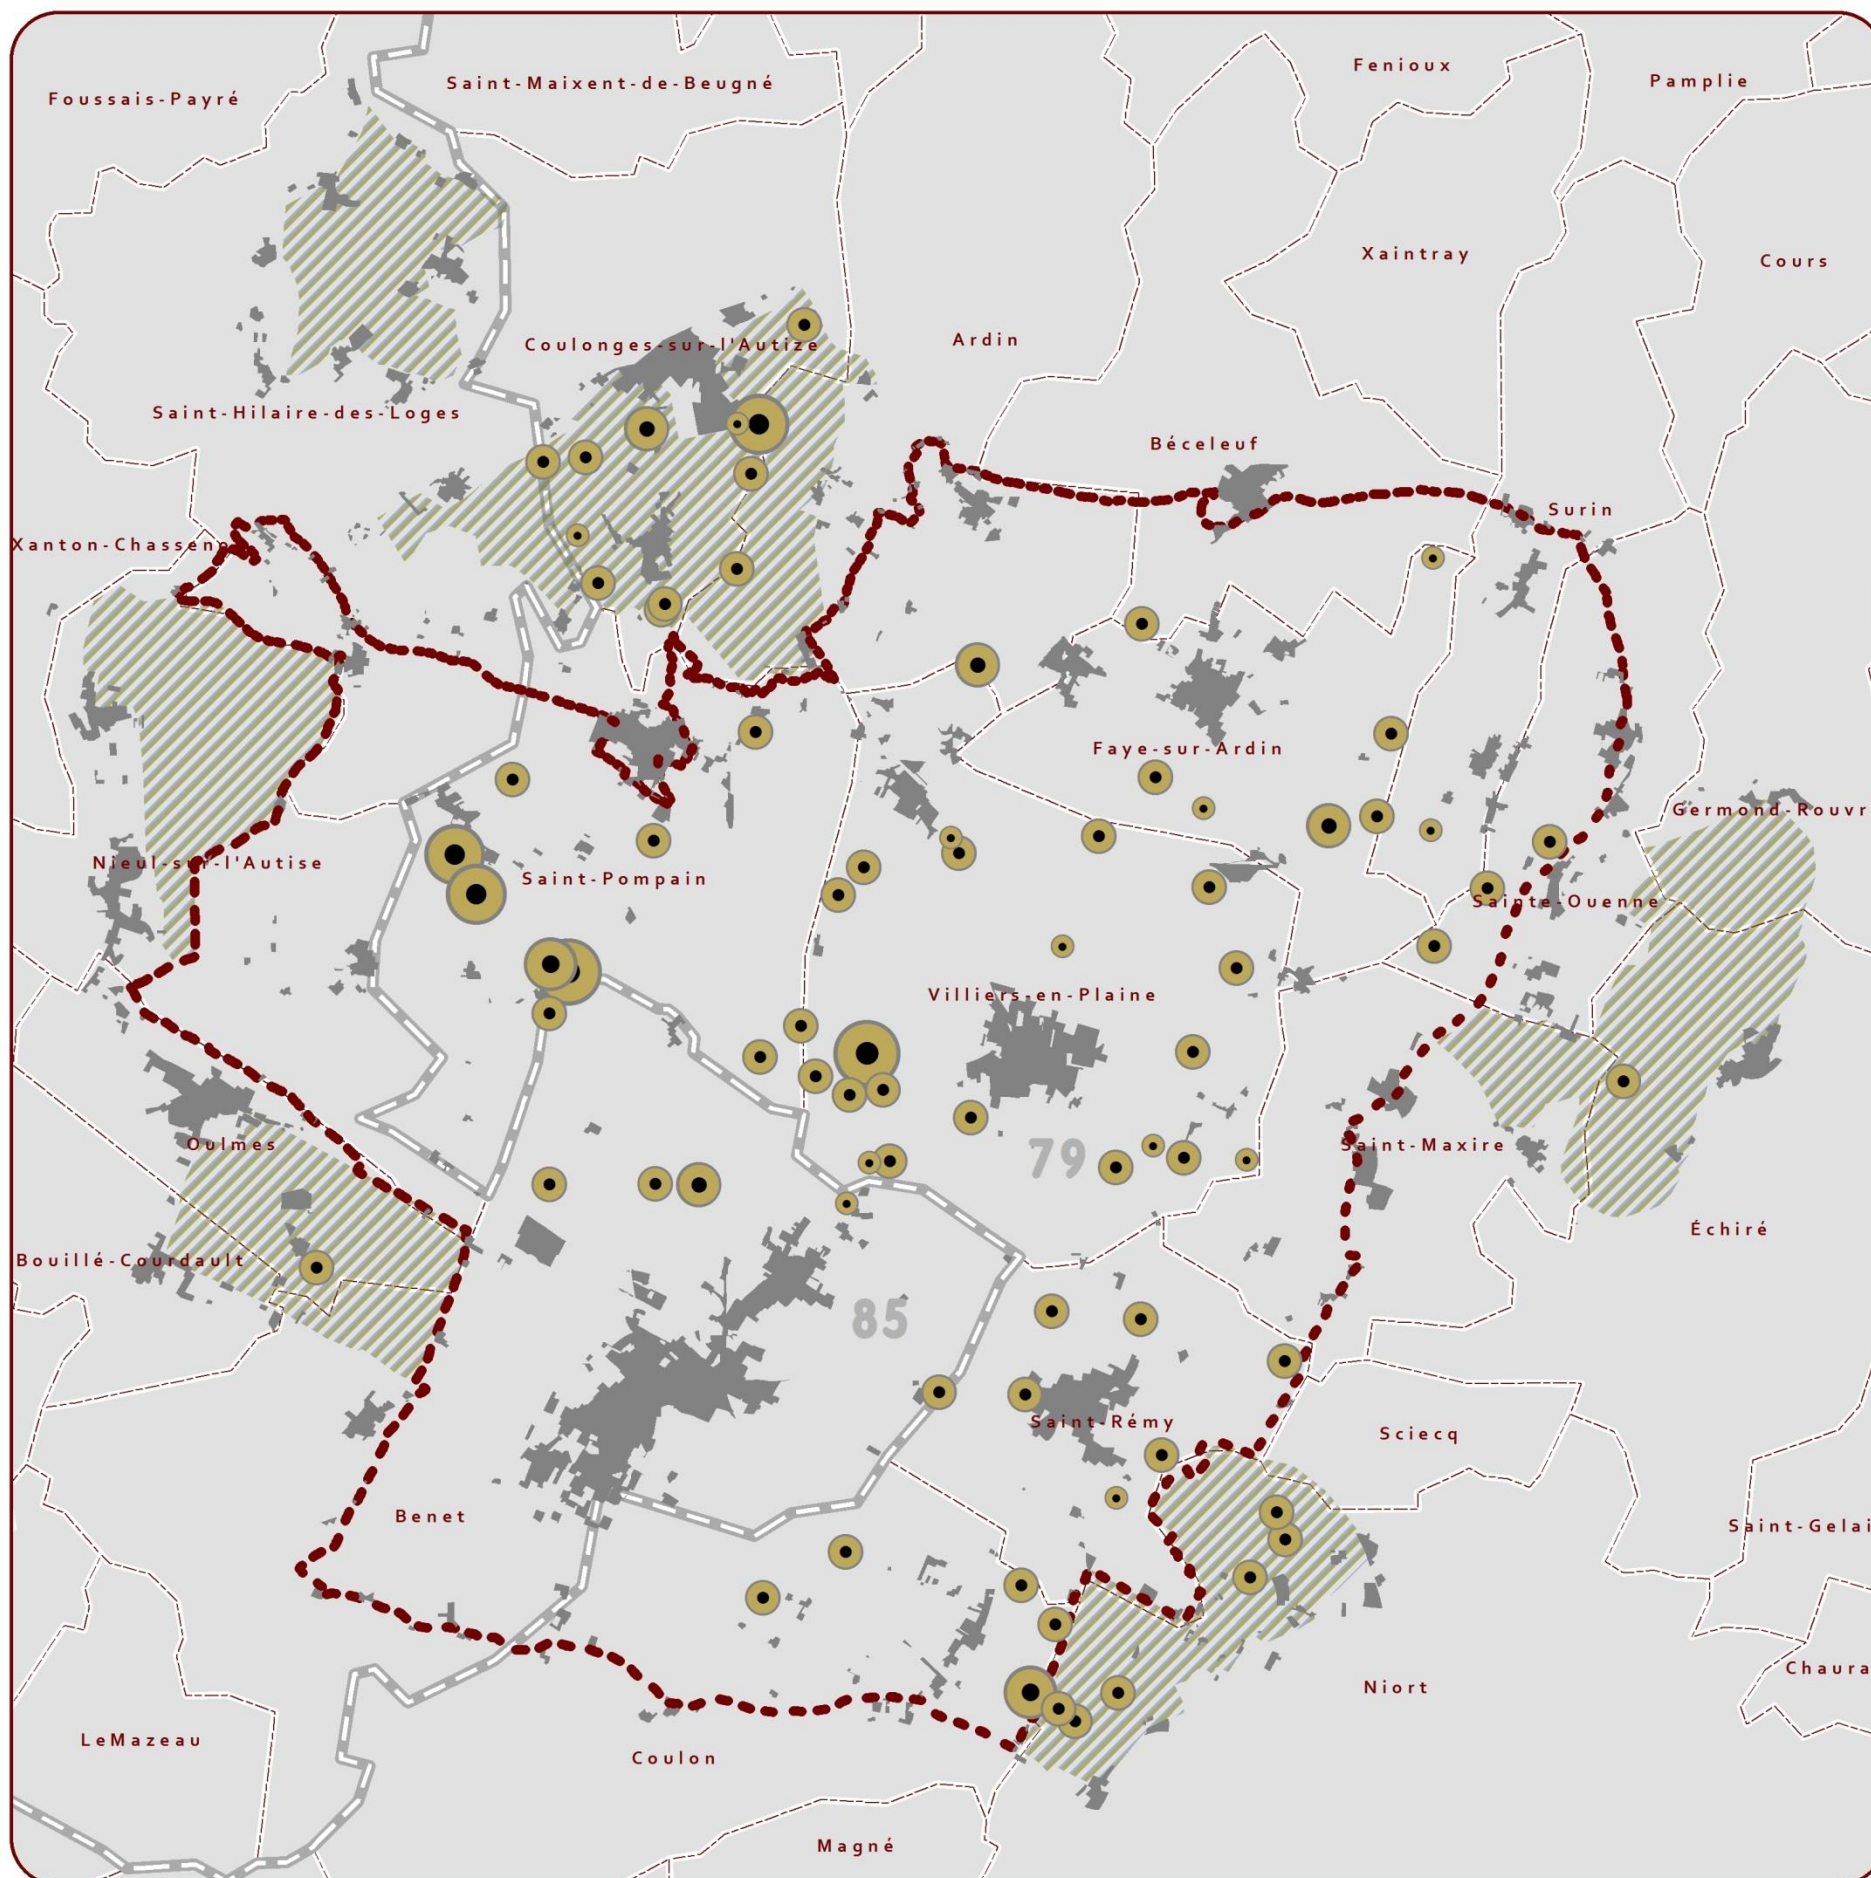 Fenioux
Saint-Maixent-de-Beugné
Pamplie
Foussais-Payré
Xaintray
Cours
Ardin
Coulonges-sur-l'Autize
Saint-Hilaire-des-Loges
Béceleuf
Surin
Xanton-Chassen
Faye-sur-Ardin
Germond-Rouvr
Nieul-sur-l'Autise
Saint-Pompain
Sainte-Ouenne
Villiers-en-Plaine
Oulmes
79
Saint-Maxire
Échiré
Bouillé-Courdault
85
Saint-Rémy
Sciecq
Benet
Saint-Gelai
Chaura
Niort
LeMazeau
Coulon
Magné